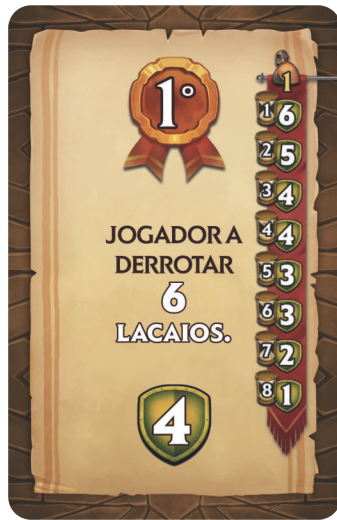 1º
JOGADOR A
DERROTAR
6
LACAIOS.
4
1
1 6
2 5
3 4
4 4
5 3
6 3
7 2
8 1